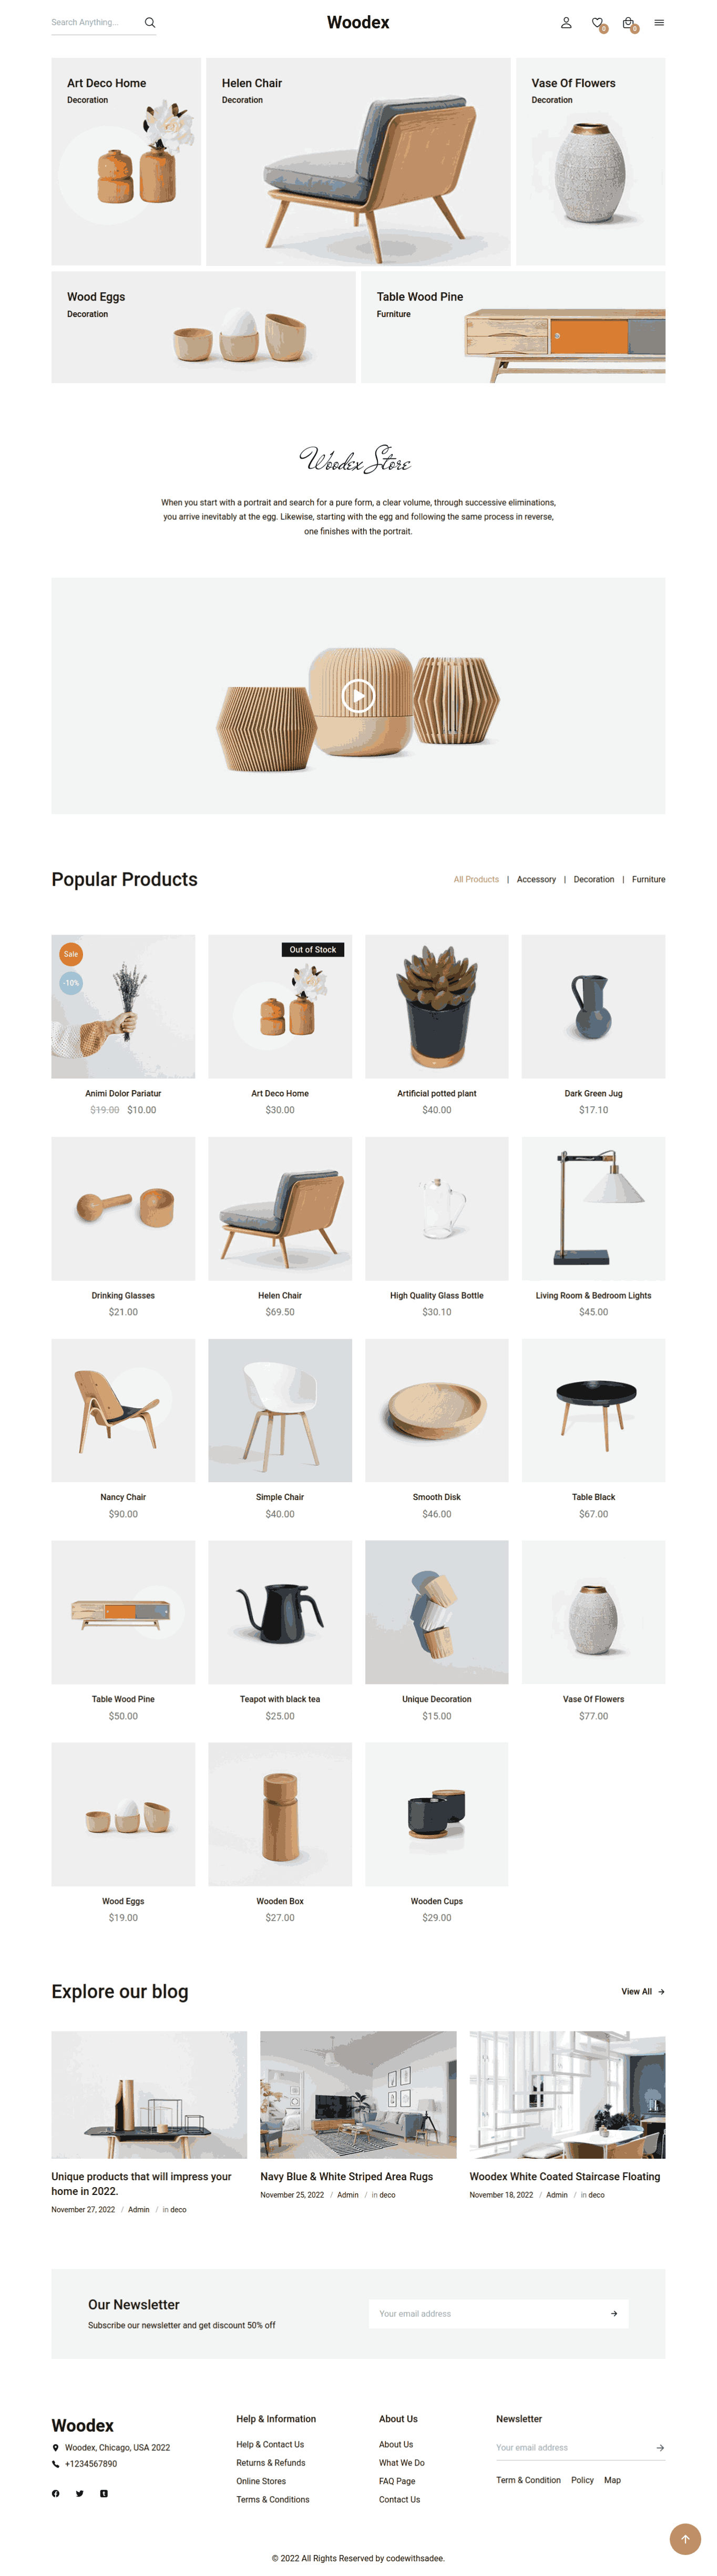 Search Anything...
Woodex
0
0
Art Deco Home
Decoration
Helen Chair
Decoration
Vase Of Flowers
Decoration
Wood Eggs
Decoration
Table Wood Pine
Furniture
Woodex Store
When you start with a portrait and search for a pure form, a clear volume, through successive eliminations,
you arrive inevitably at the egg. Likewise, starting with the egg and following the same process in reverse,
one finishes with the portrait.
Popular Products
All Products | Accessory | Decoration | Furniture
Sale
-10%
Out of Stock
Animi Dolor Pariatur
$19.00 $10.00
Art Deco Home
$30.00
Artificial potted plant
$40.00
Dark Green Jug
$17.10
Drinking Glasses
$21.00
Helen Chair
$69.50
High Quality Glass Bottle
$30.10
Living Room & Bedroom Lights
$45.00
Nancy Chair
$90.00
Simple Chair
$40.00
Smooth Disk
$46.00
Table Black
$67.00
Table Wood Pine
$50.00
Teapot with black tea
$25.00
Unique Decoration
$15.00
Vase Of Flowers
$77.00
Wood Eggs
$19.00
Wooden Box
$27.00
Wooden Cups
$29.00
Explore our blog
View All
Unique products that will impress your
home in 2022.
November 27, 2022 / Admin / in deco
Navy Blue & White Striped Area Rugs
November 25, 2022 / Admin / in deco
Woodex White Coated Staircase Floating
November 18, 2022 / Admin / in deco
Our Newsletter
Subscribe our newsletter and get discount 50% off
Your email address
Woodex
Woodex, Chicago, USA 2022
+1234567890
Help & Information
Help & Contact Us
Returns & Refunds
Online Stores
Terms & Conditions
About Us
About Us
What We Do
FAQ Page
Contact Us
Newsletter
Your email address
Term & Condition Policy Map
© 2022 All Rights Reserved by codewithsadee.